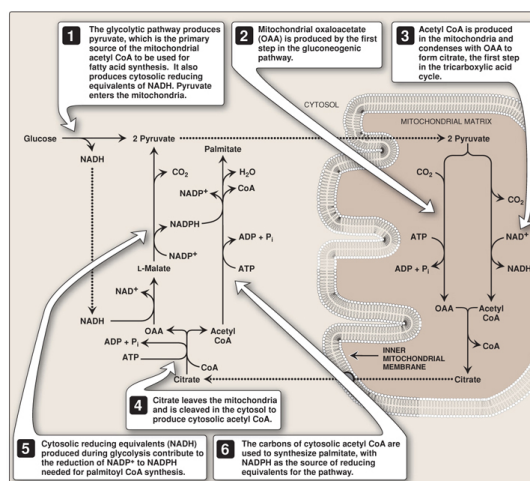 1 The glycolytic pathway produces
pyruvate, which is the primary
source of the mitochondrial
acetyl CoA to be used for
fatty acid synthesis. It also
produces cytosolic reducing
equivalents of NADH. Pyruvate
enters the mitochondria.
2 Mitochondrial oxaloacetate
(OAA) is produced by the first
step in the gluconeogenic
pathway.
3 Acetyl CoA is produced
in the mitochondria and
condenses with OAA to
form citrate, the first step
in the tricarboxylic acid
cycle.
CYTOSOL
MITOCHONDRIAL MATRIX
Glucose
2 Pyruvate
2 Pyruvate
NADH
Palmitate
CO₂
H₂O
CoA
NADP⁺
NADPH
NADP⁺
ADP + Pᵢ
ATP
L-Malate
NAD⁺
NADH
OAA
Acetyl
CoA
ADP + Pᵢ
ATP
CoA
Citrate
CO₂
CO₂
ATP
NAD⁺
ADP + Pᵢ
NADH
OAA
Acetyl
CoA
CoA
INNER
MITOCHONDRIAL
MEMBRANE
Citrate
4 Citrate leaves the mitochondria
and is cleaved in the cytosol to
produce cytosolic acetyl CoA.
5 Cytosolic reducing equivalents (NADH)
produced during glycolysis contribute to
the reduction of NADP⁺ to NADPH
needed for palmitoyl CoA synthesis.
6 The carbons of cytosolic acetyl CoA are
used to synthesize palmitate, with
NADPH as the source of reducing
equivalents for the pathway.